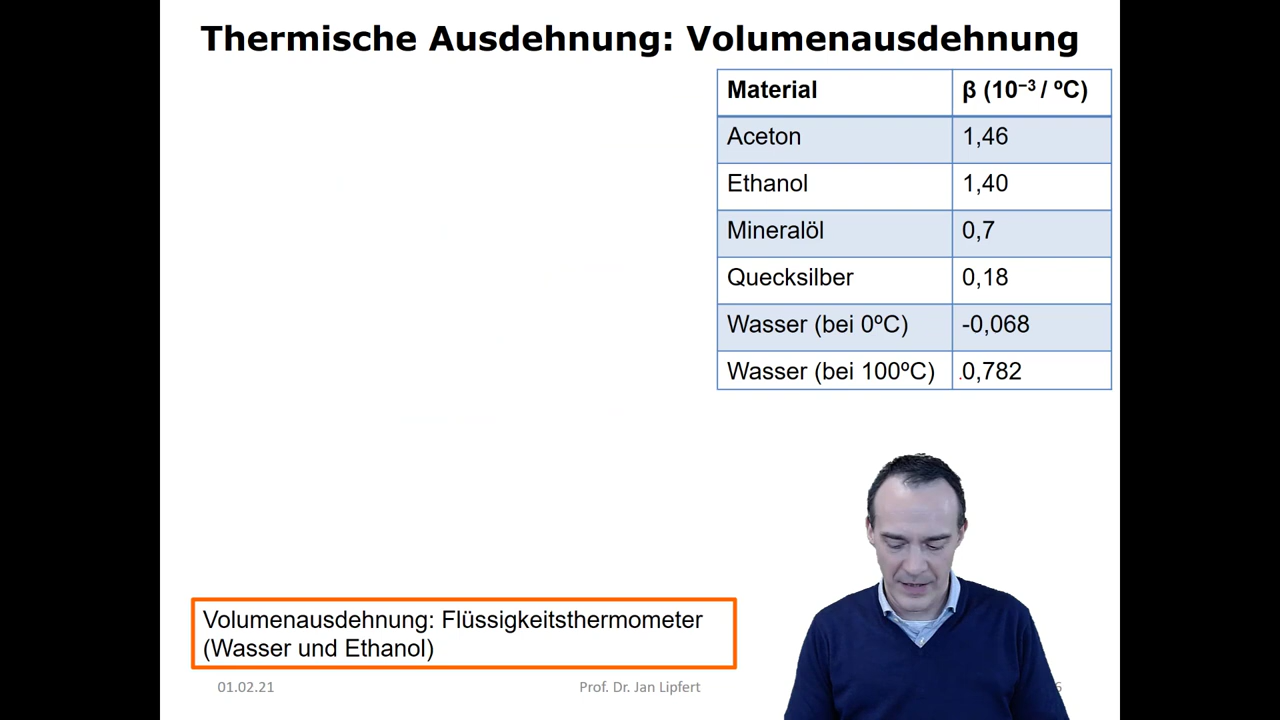 Thermische Ausdehnung: Volumenausdehnung
Material β (10⁻³ / ºC)
Aceton 1,46
Ethanol 1,40
Mineralöl 0,7
Quecksilber 0,18
Wasser (bei 0ºC) -0,068
Wasser (bei 100ºC) 0,782
Volumenausdehnung: Flüssigkeitsthermometer
(Wasser und Ethanol)
01.02.21 Prof. Dr. Jan Lipfert